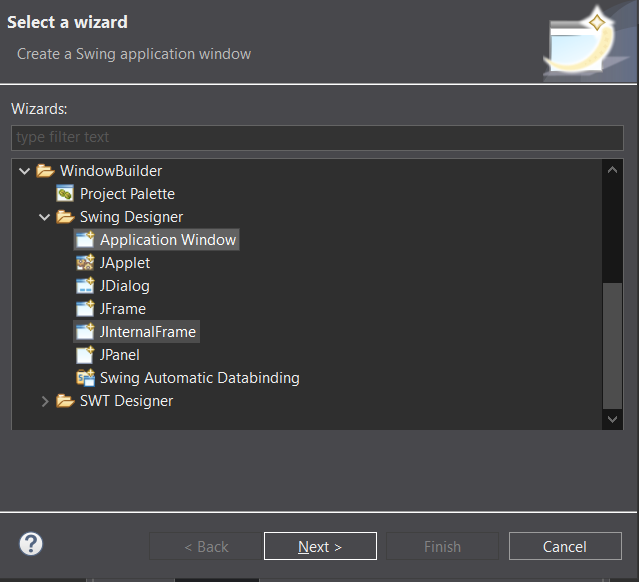 Select a wizard
Create a Swing application window
Wizards:
type filter text
WindowBuilder
Project Palette
Swing Designer
Application Window
JApplet
JDialog
JFrame
JInternalFrame
JPanel
Swing Automatic Databinding
SWT Designer
? < Back Next > Finish Cancel